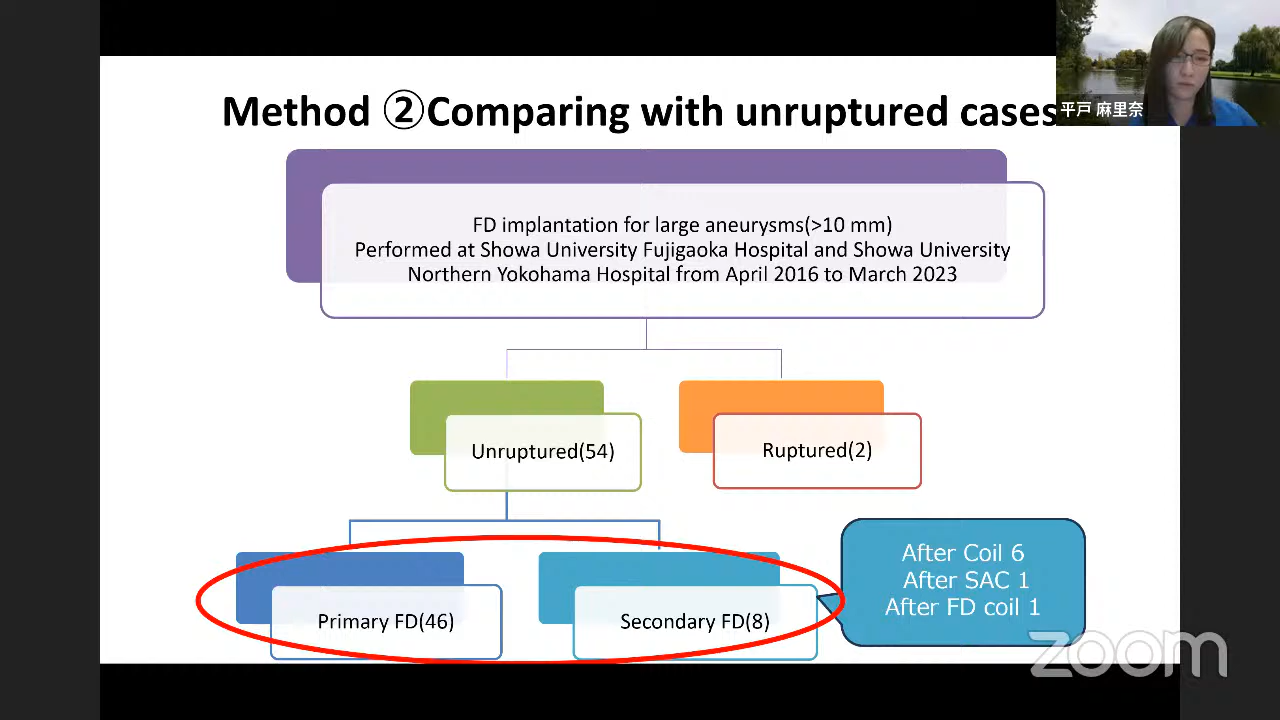 Method ②Comparing with unruptured cases
平戸 麻里奈
FD implantation for large aneurysms(>10 mm)
Performed at Showa University Fujigaoka Hospital and Showa University
Northern Yokohama Hospital from April 2016 to March 2023
Unruptured(54)
Ruptured(2)
Primary FD(46)
Secondary FD(8)
After Coil 6
After SAC 1
After FD coil 1
zoom